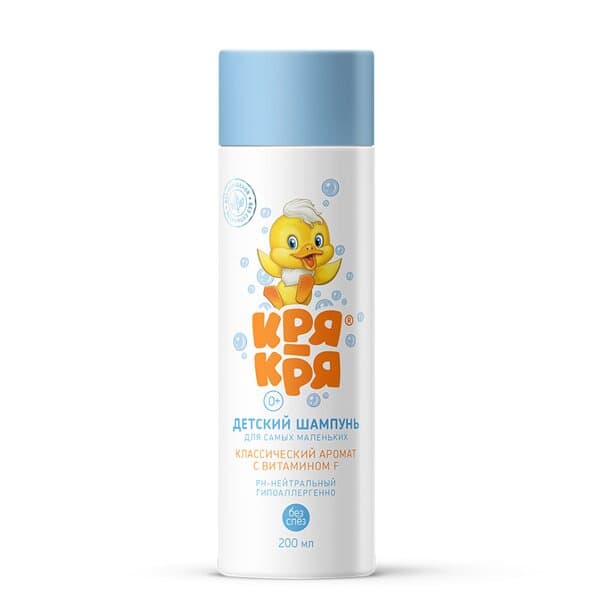 КРЯ®
-КРЯ
0+
ДЕТСКИЙ ШАМПУНЬ
ДЛЯ САМЫХ МАЛЕНЬКИХ
КЛАССИЧЕСКИЙ АРОМАТ
С ВИТАМИНОМ F
PH-НЕЙТРАЛЬНЫЙ
ГИПОАЛЛЕРГЕННО
без
слёз
200 мл